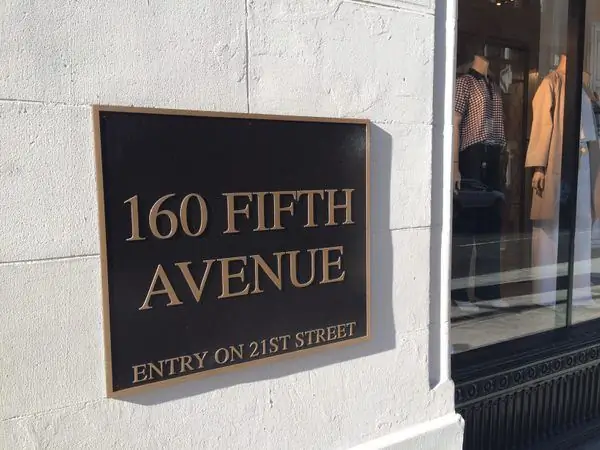 160 FIFTH
AVENUE
ENTRY ON 21ST STREET